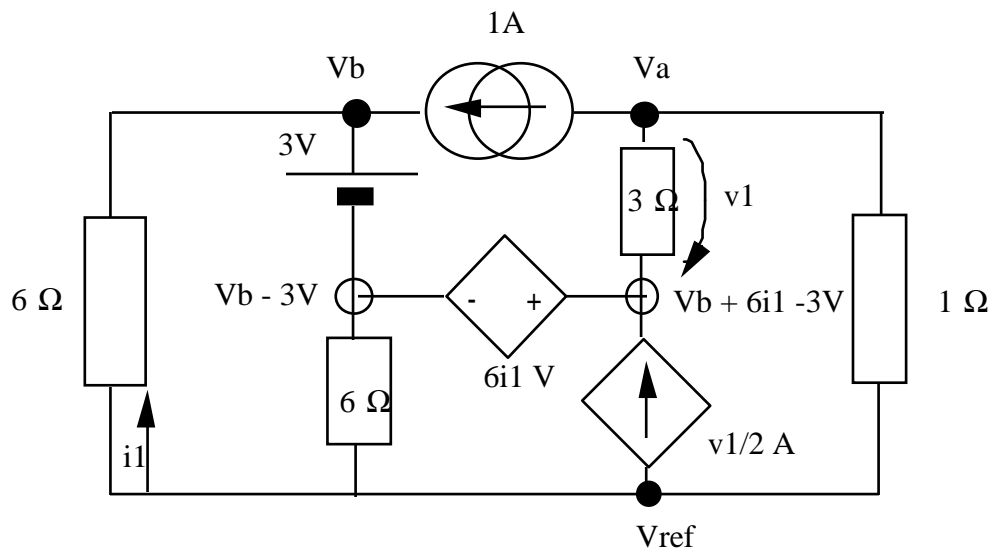 1A
Vb
Va
3V
3 Ω
v1
6 Ω
Vb - 3V
- +
Vb + 6i1 -3V
1 Ω
6i1 V
6 Ω
i1
v1/2 A
Vref